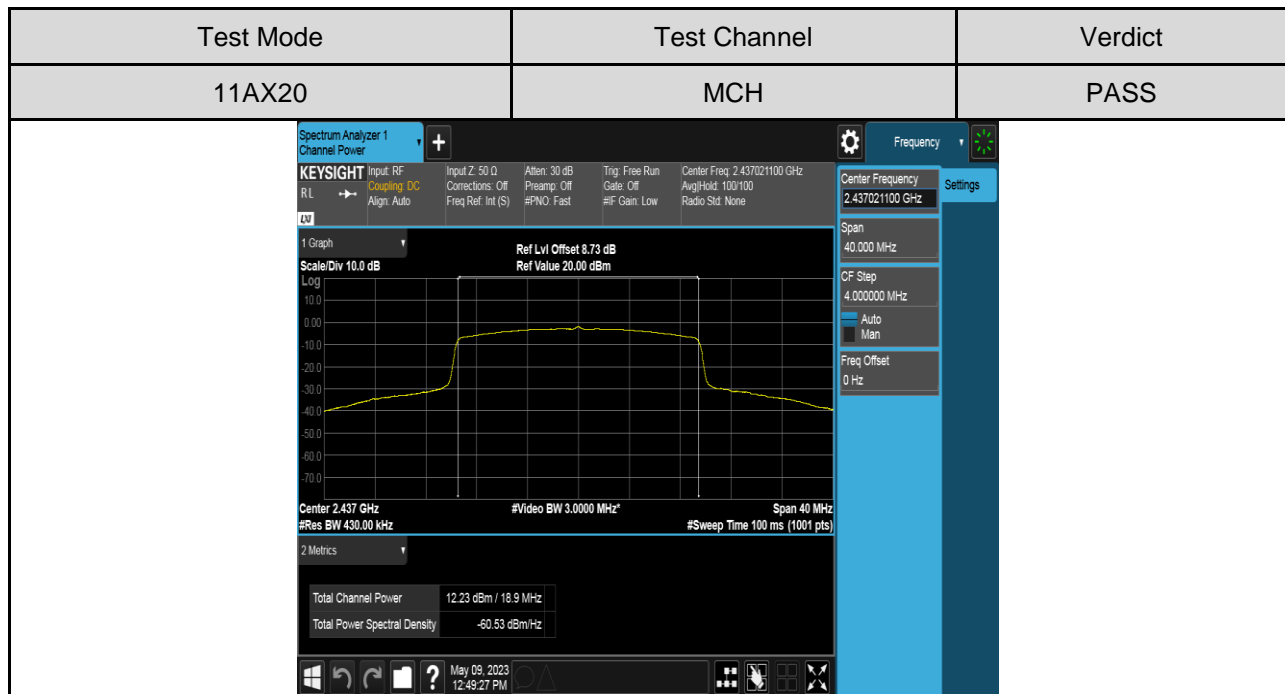 Test Mode Test Channel Verdict
11AX20 MCH PASS
Spectrum Analyzer 1
Channel Power
+
Frequency
KEYSIGHT Input: RF Input Z: 50 Ω Atten: 30 dB Trig: Free Run Center Freq: 2.437021100 GHz
RL Coupling: DC Corrections: Off Preamp: Off Gate: Off Avg|Hold: 100/100
Align: Auto Freq Ref: Int (S) #PNO: Fast #IF Gain: Low Radio Std: None
LXI
Center Frequency
2.437021100 GHz
Settings
Span
40.000 MHz
CF Step
4.000000 MHz
Auto
Man
Freq Offset
0 Hz
1 Graph
Ref Lvl Offset 8.73 dB
Scale/Div 10.0 dB Ref Value 20.00 dBm
Log
10.0
0.00
-10.0
-20.0
-30.0
-40.0
-50.0
-60.0
-70.0
Center 2.437 GHz #Video BW 3.0000 MHz* Span 40 MHz
#Res BW 430.00 kHz #Sweep Time 100 ms (1001 pts)
2 Metrics
Total Channel Power 12.23 dBm / 18.9 MHz
Total Power Spectral Density -60.53 dBm/Hz
? May 09, 2023
12:49:27 PM